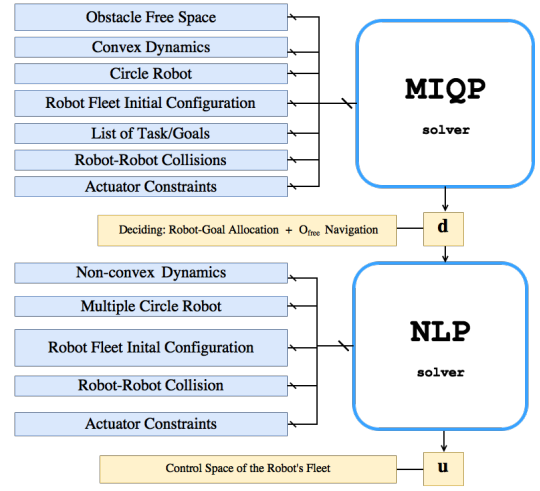 Obstacle Free Space
Convex Dynamics
Circle Robot
Robot Fleet Initial Configuration
List of Task/Goals
Robot-Robot Collisions
Actuator Constraints
MIQP
solver
Deciding: Robot-Goal Allocation + Ofree Navigation
d
Non-convex Dynamics
Multiple Circle Robot
Robot Fleet Inital Configuration
Robot-Robot Collision
Actuator Constraints
NLP
solver
Control Space of the Robot's Fleet
u